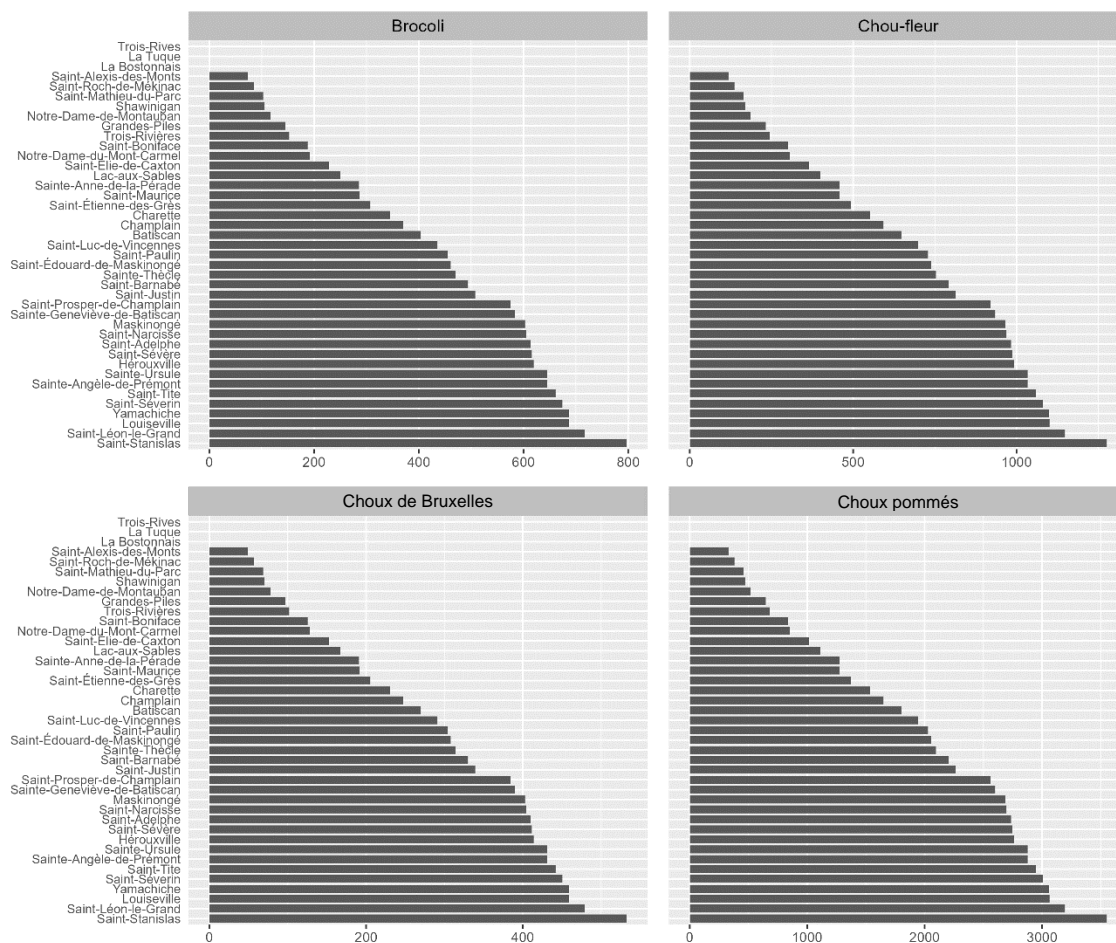 Brocoli
Chou-fleur
Trois-Rives
La Tuque
La Bostonnais
Saint-Alexis-des-Monts
Saint-Roch-de-Mékinac
Saint-Mathieu-du-Parc
Shawinigan
Notre-Dame-de-Montauban
Grandes-Piles
Trois-Rivières
Saint-Boniface
Notre-Dame-du-Mont-Carmel
Saint-Élie-de-Caxton
Lac-aux-Sables
Sainte-Anne-de-la-Pérade
Saint-Maurice
Saint-Étienne-des-Grès
Charette
Champlain
Batiscan
Saint-Luc-de-Vincennes
Saint-Paulin
Saint-Édouard-de-Maskinongé
Sainte-Thècle
Saint-Barnabé
Saint-Justin
Saint-Prosper-de-Champlain
Sainte-Geneviève-de-Batiscan
Maskinongé
Saint-Narcisse
Saint-Adelphe
Saint-Sévère
Hérouxville
Sainte-Ursule
Sainte-Angèle-de-Prémont
Saint-Tite
Saint-Séverin
Yamachiche
Louiseville
Saint-Léon-le-Grand
Saint-Stanislas
0 200 400 600 800
0 500 1000
Choux de Bruxelles
Choux pommés
Trois-Rives
La Tuque
La Bostonnais
Saint-Alexis-des-Monts
Saint-Roch-de-Mékinac
Saint-Mathieu-du-Parc
Shawinigan
Notre-Dame-de-Montauban
Grandes-Piles
Trois-Rivières
Saint-Boniface
Notre-Dame-du-Mont-Carmel
Saint-Élie-de-Caxton
Lac-aux-Sables
Sainte-Anne-de-la-Pérade
Saint-Maurice
Saint-Étienne-des-Grès
Charette
Champlain
Batiscan
Saint-Luc-de-Vincennes
Saint-Paulin
Saint-Édouard-de-Maskinongé
Sainte-Thècle
Saint-Barnabé
Saint-Justin
Saint-Prosper-de-Champlain
Sainte-Geneviève-de-Batiscan
Maskinongé
Saint-Narcisse
Saint-Adelphe
Saint-Sévère
Hérouxville
Sainte-Ursule
Sainte-Angèle-de-Prémont
Saint-Tite
Saint-Séverin
Yamachiche
Louiseville
Saint-Léon-le-Grand
Saint-Stanislas
0 200 400
0 1000 2000 3000